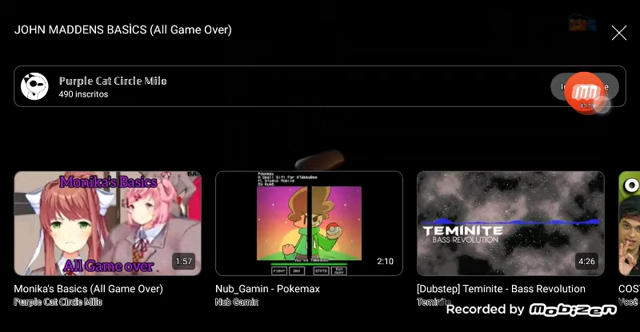 JOHN MADDENS BASİCS (All Game Over)
Purple Cat Circle Milo
490 inscritos
Monika's Basics
All Game over
1:57
2:10
TEMINITE
BASS REVOLUTION
4:26
Monika's Basics (All Game Over)
Purple Cat Circle Milo
Nub_Gamin - Pokemax
Nub Gamin
[Dubstep] Teminite - Bass Revolution
Teminite
COS
Você
Recorded by Mobizen